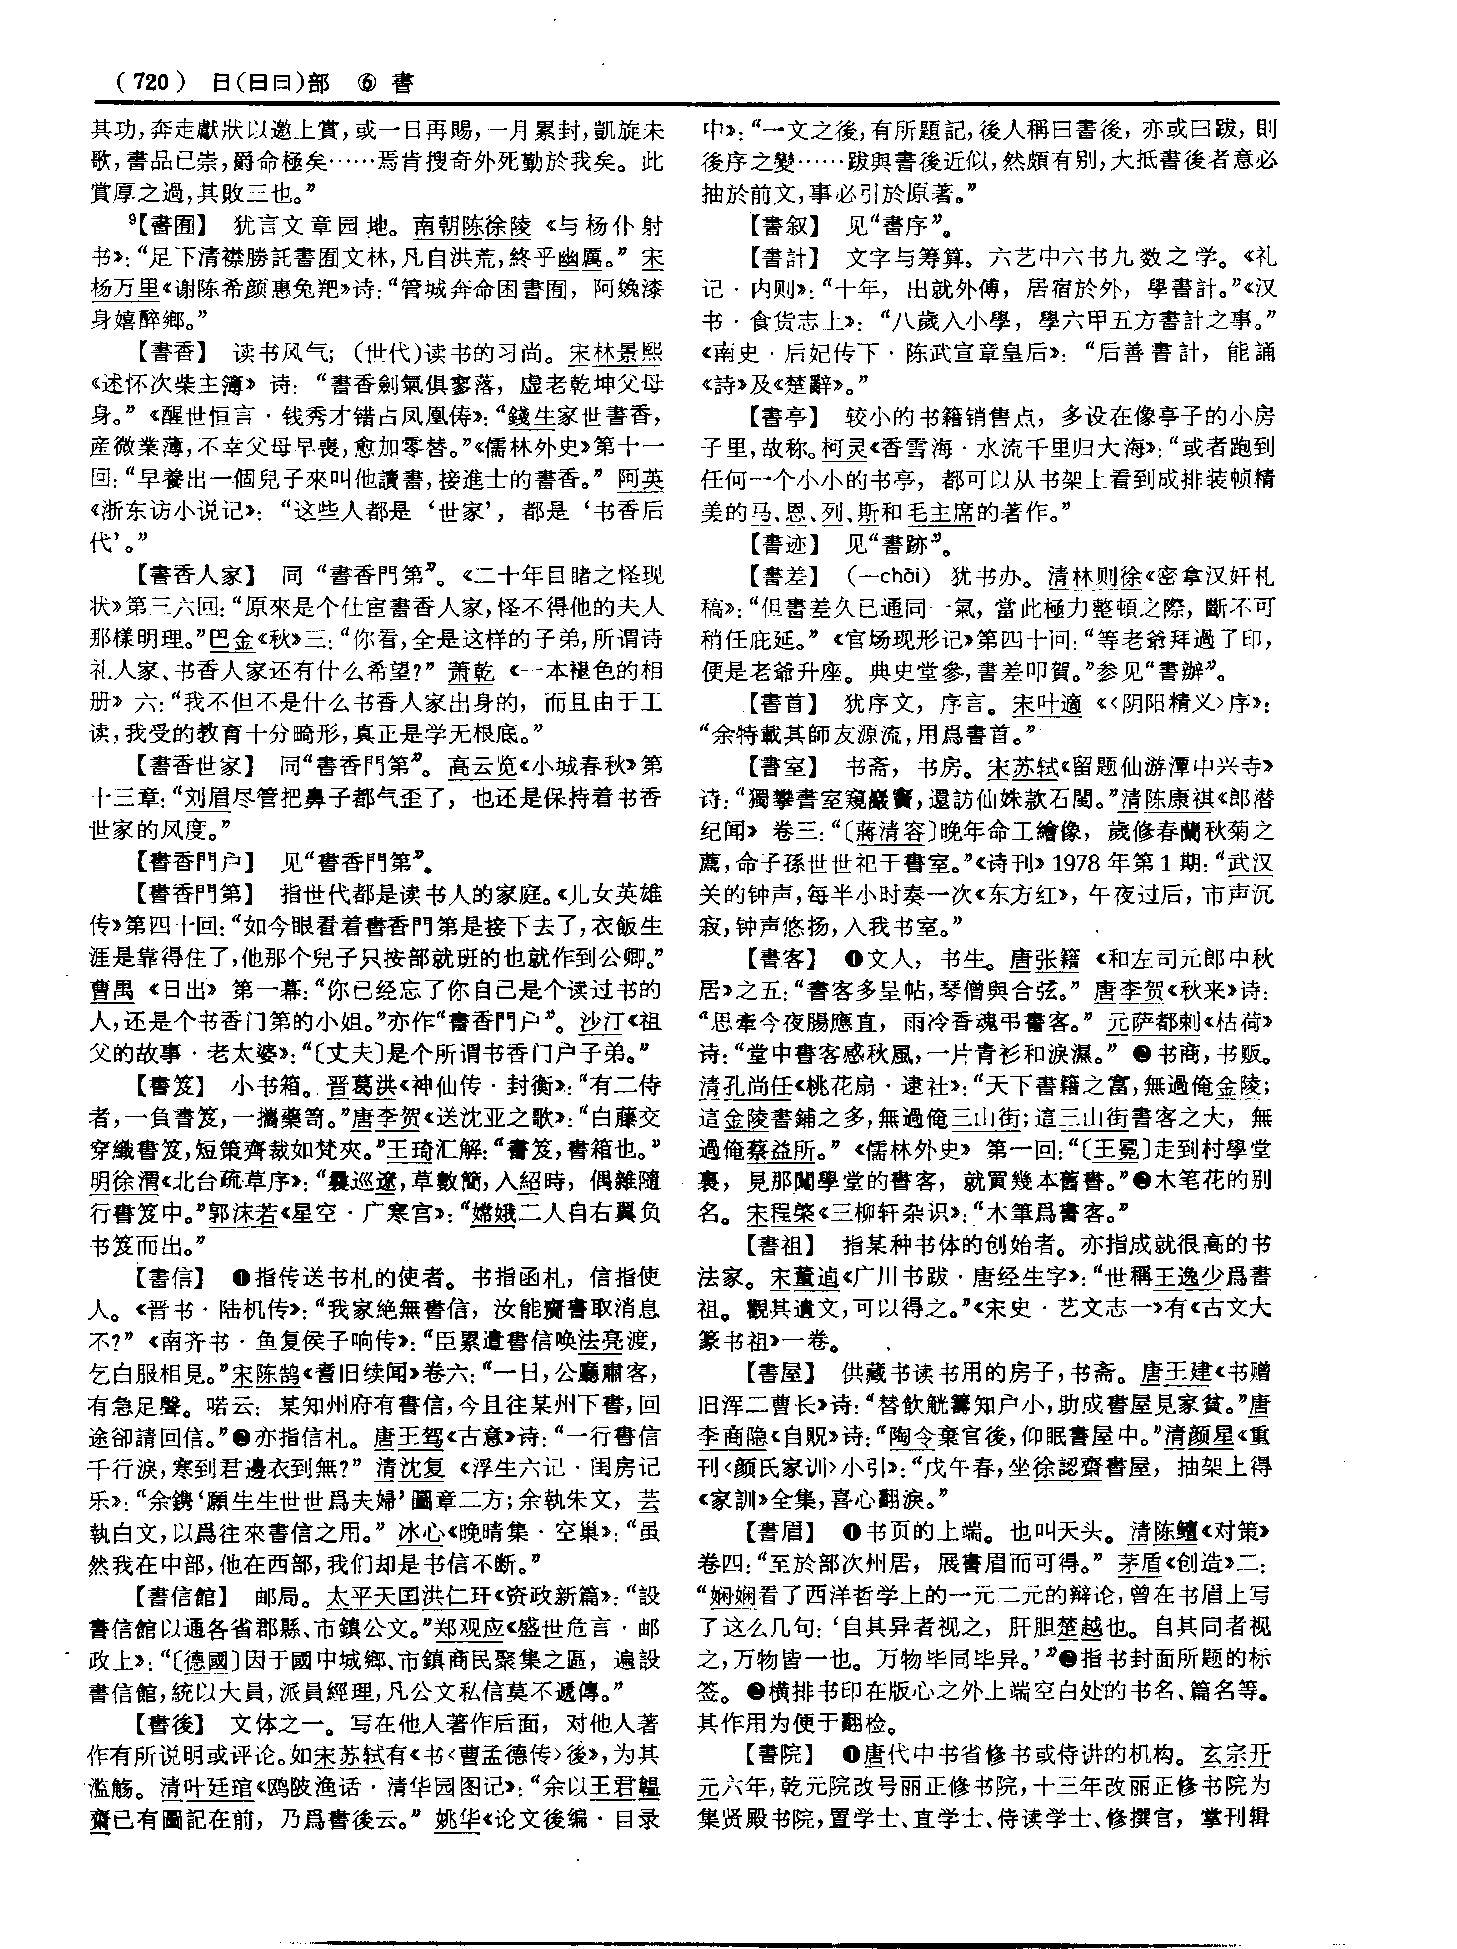 (720) 日(日曰)部 ⑥ 書
其功,奔走獻狀以邀上賞,或一日再賜,一月累封,凱旋未
歌,書品已崇,爵命極矣……焉肯搜奇外死勤於我矣。此
賞厚之過,其敗三也。”
⁹【書囿】 犹言文章园地。南朝陈徐陵《与杨仆射
书》:“足下清襟勝託書囿文林,凡自洪荒,終乎幽厲。”宋
杨万里《谢陈希颜惠兔羓》诗:“管城奔命困書囿,阿㛇漆
身嬉醉鄉。”
【書香】 读书风气;(世代)读书的习尚。宋林景熙
《述怀次柴主簿》诗:“書香劍氣俱寥落,虚老乾坤父母
身。”《醒世恒言·钱秀才错占凤凰俦》:“錢生家世書香,
産微業薄,不幸父母早喪,愈加零替。”《儒林外史》第十一
回:“早養出一個兒子來叫他讀書,接進士的書香。”阿英
《浙东访小说记》:“这些人都是‘世家’,都是‘书香后
代’。”
【書香人家】 同“書香門第”。《二十年目睹之怪现
状》第三六回:“原來是个仕宦書香人家,怪不得他的夫人
那樣明理。”巴金《秋》三:“你看,全是这样的子弟,所谓诗
礼人家、书香人家还有什么希望?”萧乾《一本褪色的相
册》六:“我不但不是什么书香人家出身的,而且由于工
读,我受的教育十分畸形,真正是学无根底。”
【書香世家】 同“書香門第”。高云览《小城春秋》第
十三章:“刘眉尽管把鼻子都气歪了,也还是保持着书香
世家的风度。”
【書香門户】 见“書香門第”。
【書香門第】 指世代都是读书人的家庭。《儿女英雄
传》第四十回:“如今眼看着書香門第是接下去了,衣飯生
涯是靠得住了,他那个兒子只按部就班的也就作到公卿。”
曹禺《日出》第一幕:“你已经忘了你自己是个读过书的
人,还是个书香门第的小姐。”亦作“書香門户”。沙汀《祖
父的故事·老太婆》:“〔丈夫〕是个所谓书香门户子弟。”
【書笈】 小书箱。晋葛洪《神仙传·封衡》:“有二侍
者,一負書笈,一攜藥笥。”唐李贺《送沈亚之歌》:“白藤交
穿織書笈,短策齊裁如梵夾。”王琦汇解:“書笈,書箱也。”
明徐渭《北台疏草序》:“曩巡遼,草數簡,入紹時,偶雜隨
行書笈中。”郭沫若《星空·广寒宫》:“嫦娥二人自右翼负
书笈而出。”
【書信】 ❶指传送书札的使者。书指函札,信指使
人。《晋书·陆机传》:“我家絶無書信,汝能齎書取消息
不?”《南齐书·鱼复侯子响传》:“臣累遣書信唤法亮渡,
乞白服相見。”宋陈鹄《耆旧续闻》卷六:“一日,公廳肅客,
有急足聲。喏云:某知州府有書信,今且往某州下書,回
途卻請回信。”❷亦指信札。唐王驾《古意》诗:“一行書信
千行淚,寒到君邊衣到無?”清沈复《浮生六记·闺房记
乐》:“余鐫‘願生生世世爲夫婦’圖章二方;余執朱文,芸
執白文,以爲往來書信之用。”冰心《晚晴集·空巢》:“虽
然我在中部,他在西部,我们却是书信不断。”
【書信館】 邮局。太平天国洪仁玕《资政新篇》:“設
書信館以通各省郡縣、市鎮公文。”郑观应《盛世危言·邮
政上》:“〔德國〕因于國中城鄉、市鎮商民聚集之區,遍設
書信館,統以大員,派員經理,凡公文私信莫不遞傳。”
【書後】 文体之一。写在他人著作后面,对他人著
作有所说明或评论。如宋苏轼有《书〈曹孟德传〉後》,为其
滥觞。清叶廷琯《鸥陂渔话·清华园图记》:“余以王君韞
齋已有圖記在前,乃爲書後云。”姚华《论文後编·目录
中》:“一文之後,有所題記,後人稱曰書後,亦或曰跋,則
後序之變……跋與書後近似,然頗有别,大抵書後者意必
抽於前文,事必引於原著。”
【書叙】 见“書序”。
【書計】 文字与筹算。六艺中六书九数之学。《礼
记·内则》:“十年,出就外傅,居宿於外,學書計。”《汉
书·食货志上》:“八歲入小學,學六甲五方書計之事。”
《南史·后妃传下·陈武宣章皇后》:“后善書計,能誦
《詩》及《楚辭》。”
【書亭】 较小的书籍销售点,多设在像亭子的小房
子里,故称。柯灵《香雪海·水流千里归大海》:“或者跑到
任何一个小小的书亭,都可以从书架上看到成排装帧精
美的马、恩、列、斯和毛主席的著作。”
【書迹】 见“書跡”。
【書差】 (—chāi) 犹书办。清林则徐《密拿汉奸札
稿》:“但書差久已通同一氣,當此極力整頓之際,斷不可
稍任庇延。”《官场现形记》第四十回:“等老爺拜過了印,
便是老爺升座。典史堂參,書差叩賀。”参见“書辦”。
【書首】 犹序文,序言。宋叶適《〈阴阳精义〉序》:
“余特載其師友源流,用爲書首。”
【書室】 书斋,书房。宋苏轼《留题仙游潭中兴寺》
诗:“獨攀書室窺巖竇,還訪仙姝款石閨。”清陈康祺《郎潜
纪闻》卷三:“〔蔣清容〕晚年命工繪像,歲修春蘭秋菊之
薦,命子孫世世祀于書室。”《诗刊》1978年第1期:“武汉
关的钟声,每半小时奏一次《东方红》,午夜过后,市声沉
寂,钟声悠扬,入我书室。”
【書客】 ❶文人,书生。唐张籍《和左司元郎中秋
居》之五:“書客多呈帖,琴僧與合弦。”唐李贺《秋来》诗:
“思牽今夜腸應直,雨冷香魂弔書客。”元萨都剌《枯荷》
诗:“堂中書客感秋風,一片青衫和淚濕。”❷书商,书贩。
清孔尚任《桃花扇·逮社》:“天下書籍之富,無過俺金陵;
這金陵書鋪之多,無過俺三山街;這三山街書客之大,無
過俺蔡益所。”《儒林外史》第一回:“〔王冕〕走到村學堂
裏,見那闖學堂的書客,就買幾本舊書。”❸木笔花的别
名。宋程棨《三柳轩杂识》:“木筆爲書客。”
【書祖】 指某种书体的创始者。亦指成就很高的书
法家。宋董逌《广川书跋·唐经生字》:“世稱王逸少爲書
祖。觀其遺文,可以得之。”《宋史·艺文志一》有《古文大
篆书祖》一卷。
【書屋】 供藏书读书用的房子,书斋。唐王建《书赠
旧浑二曹长》诗:“替飲觥籌知户小,助成書屋見家貧。”唐
李商隐《自贶》诗:“陶令棄官後,仰眠書屋中。”清颜星《重
刊〈颜氏家训〉小引》:“戊午春,坐徐認齋書屋,抽架上得
《家訓》全集,喜心翻淚。”
【書眉】 ❶书页的上端。也叫天头。清陈鳣《对策》
卷四:“至於部次州居,展書眉而可得。”茅盾《创造》二:
“娴娴看了西洋哲学上的一元二元的辩论,曾在书眉上写
了这么几句:‘自其异者视之,肝胆楚越也。自其同者视
之,万物皆一也。万物毕同毕异。’”❷指书封面所题的标
签。❸横排书印在版心之外上端空白处的书名、篇名等。
其作用为便于翻检。
【書院】 ❶唐代中书省修书或侍讲的机构。玄宗开
元六年,乾元院改号丽正修书院,十三年改丽正修书院为
集贤殿书院,置学士、直学士、侍读学士、修撰官,掌刊辑